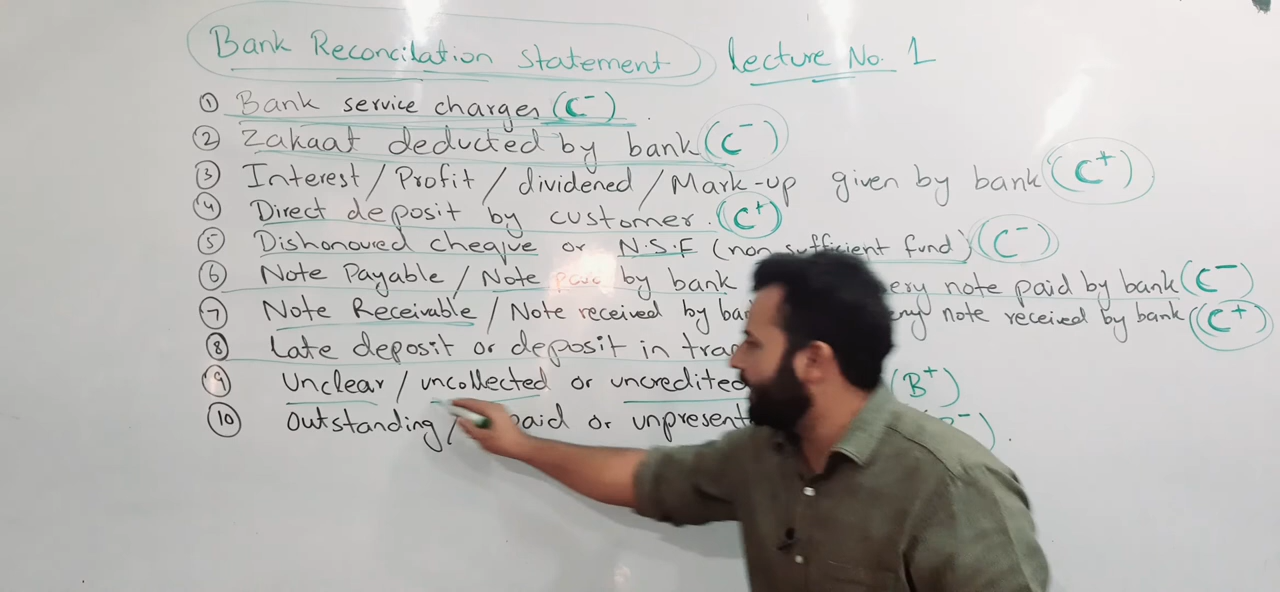 Bank Reconcilation Statement lecture No. 1
① Bank service charges (C⁻)
② Zakaat deducted by bank (C⁻)
③ Interest / Profit / dividened / Mark-up given by bank (C⁺)
④ Direct deposit by customer. (C⁺)
⑤ Dishonoured cheque or N.S.F (non sufficient fund) (C⁻)
⑥ Note Payable / Note paid by bank note paid by bank (C⁻)
⑦ Note Receivable / Note received by note received by bank (C⁺)
⑧ Late deposit or deposit in
⑨ Unclear / uncollected or uncredited (B⁺)
⑩ Outstanding / or